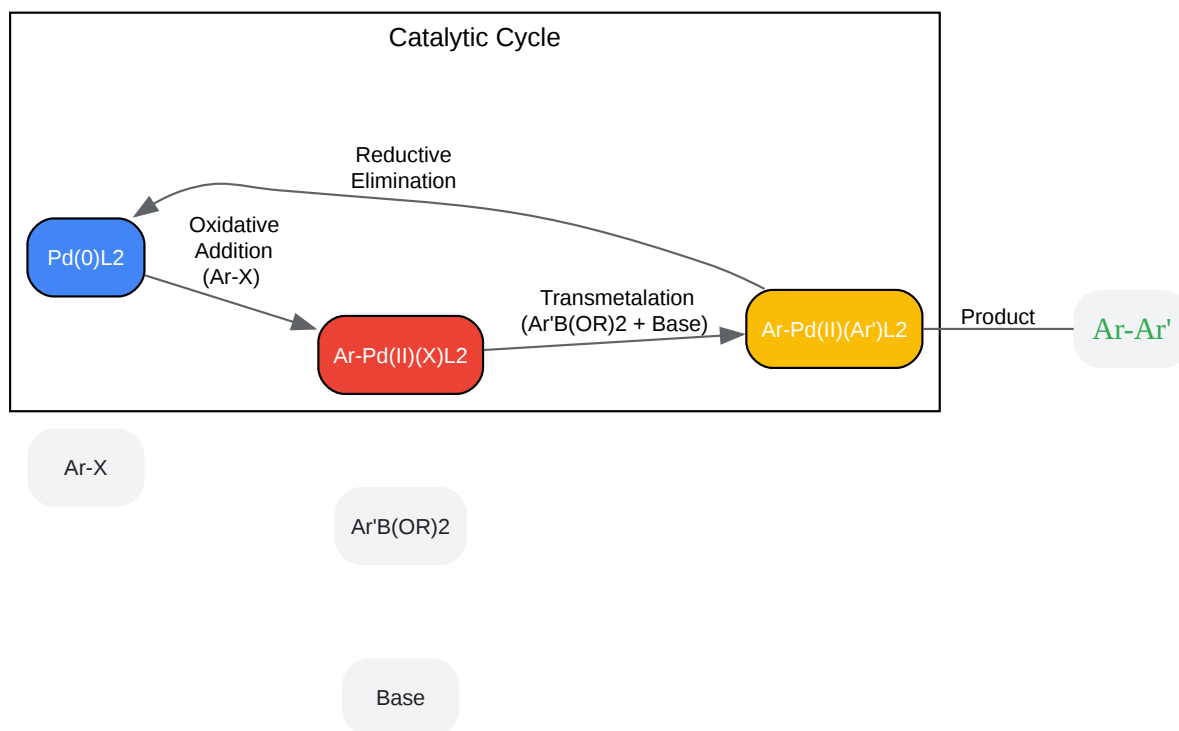 Catalytic Cycle
Reductive
Elimination
Oxidative
Addition
(Ar-X)
Pd(0)L2
Transmetalation
(Ar'B(OR)2 + Base)
Ar-Pd(II)(X)L2
Ar-Pd(II)(Ar')L2
Product
Ar-Ar'
Ar-X
Ar'B(OR)2
Base